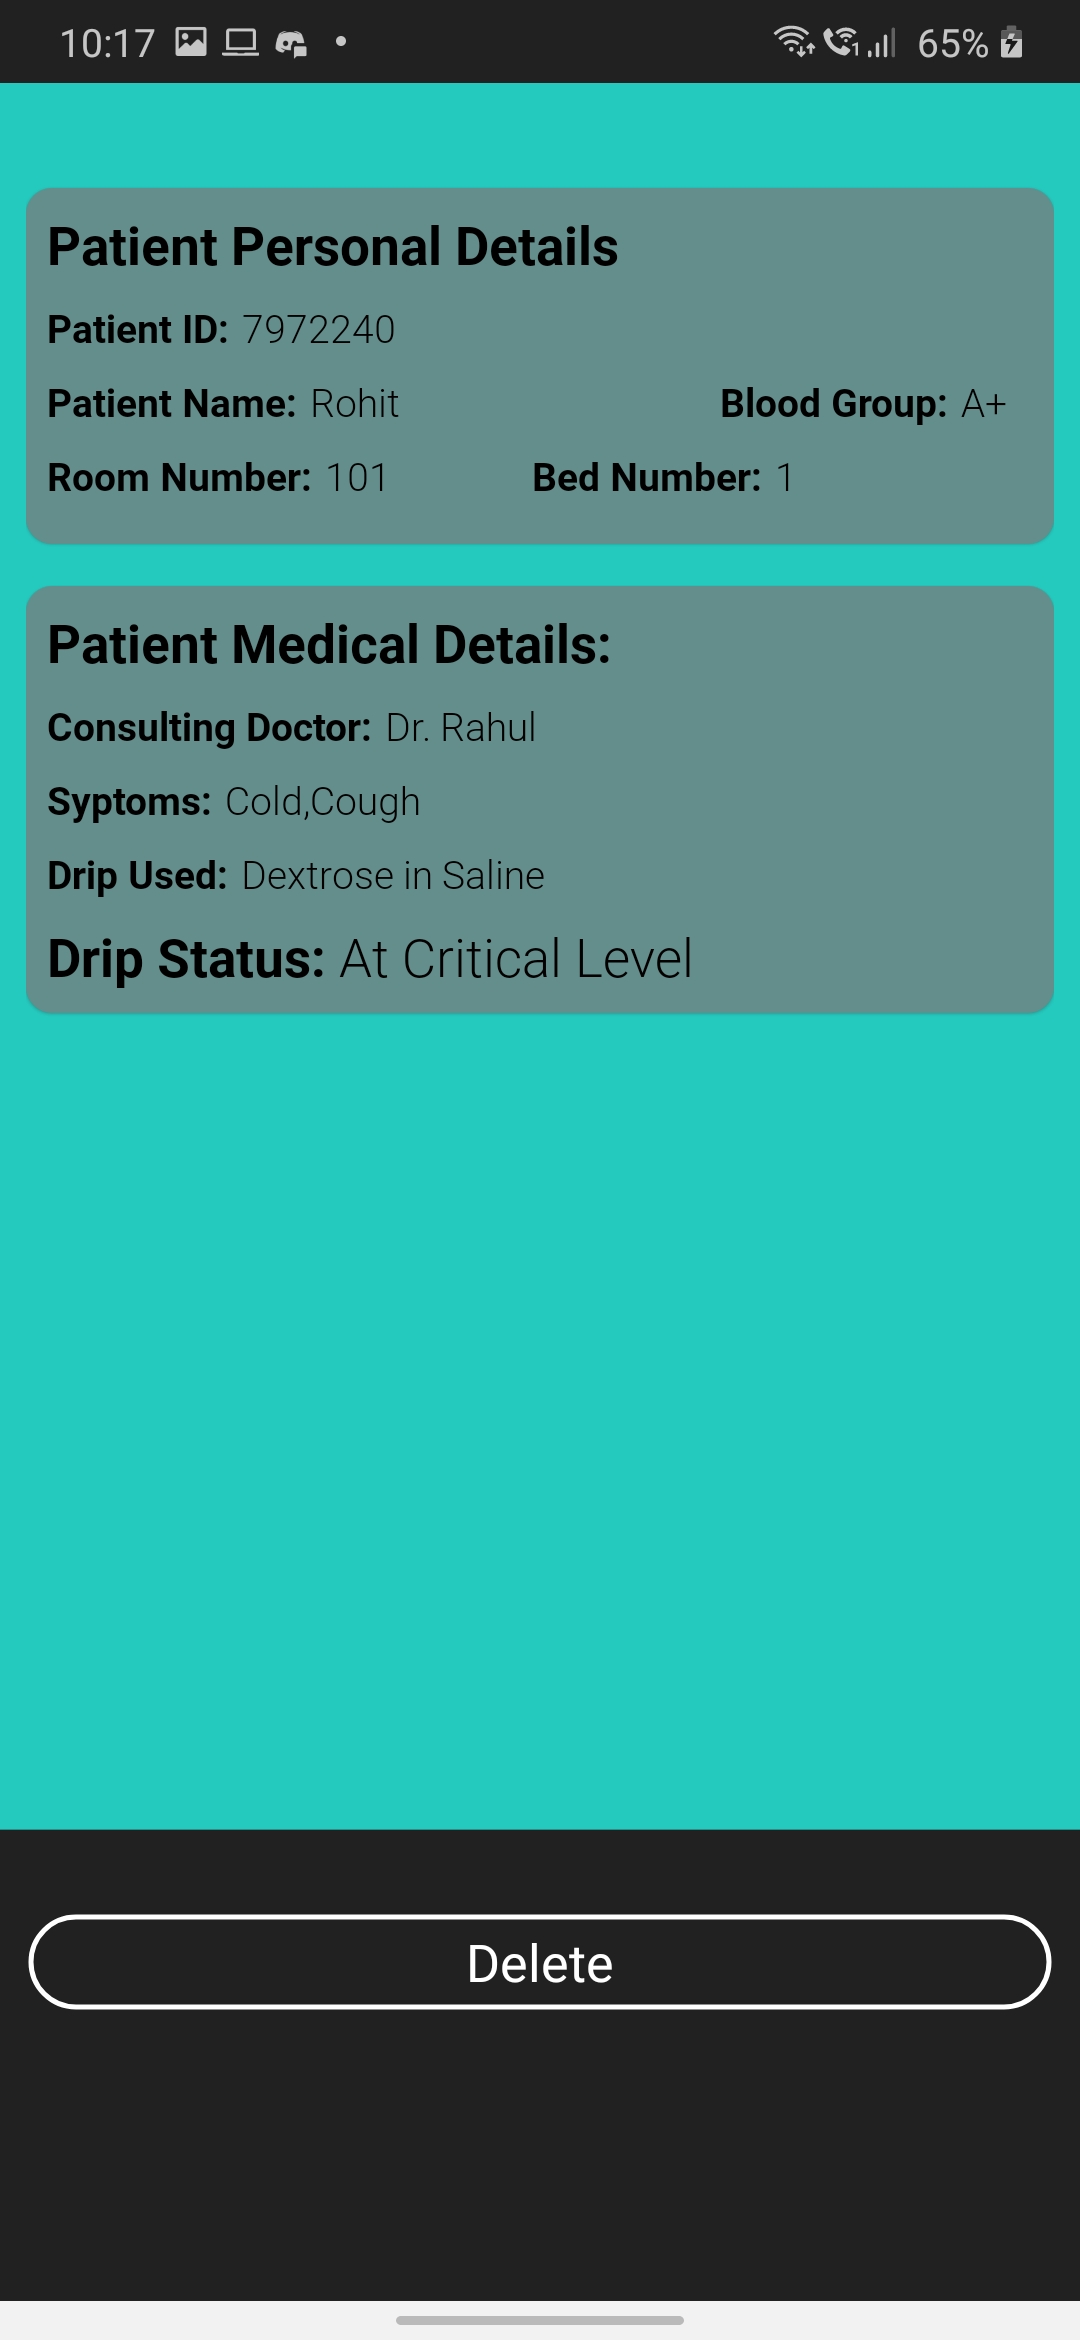 10:17 65%
Patient Personal Details
Patient ID: 7972240
Patient Name: Rohit Blood Group: A+
Room Number: 101 Bed Number: 1
Patient Medical Details:
Consulting Doctor: Dr. Rahul
Syptoms: Cold,Cough
Drip Used: Dextrose in Saline
Drip Status: At Critical Level
Delete